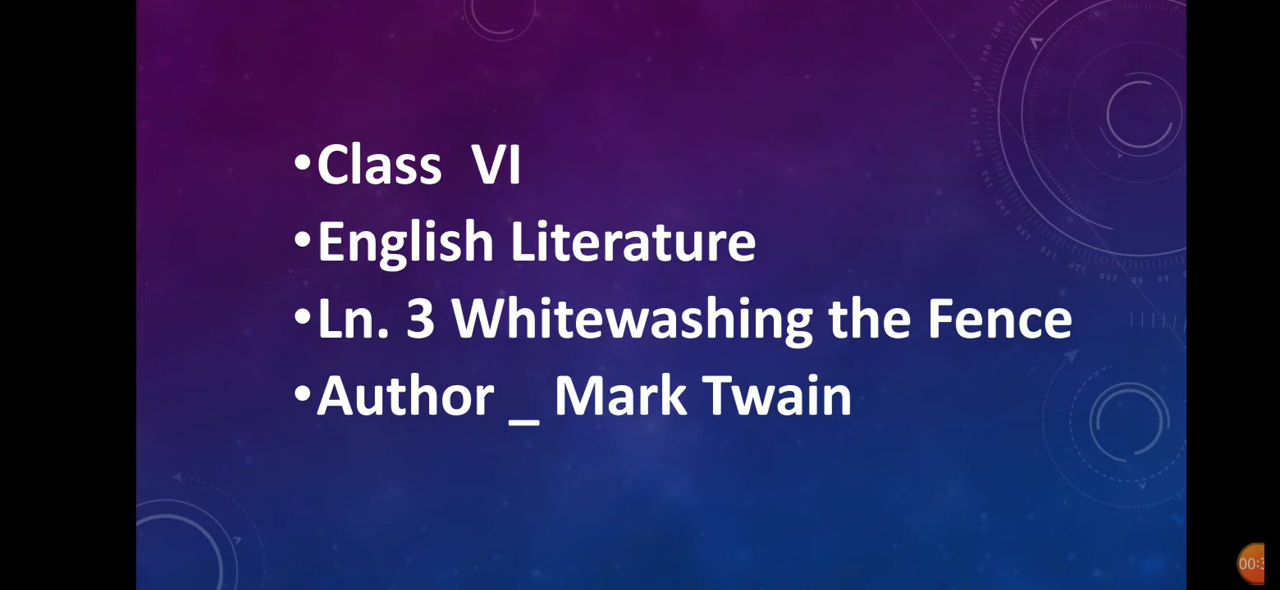 •Class VI
•English Literature
•Ln. 3 Whitewashing the Fence
•Author _ Mark Twain